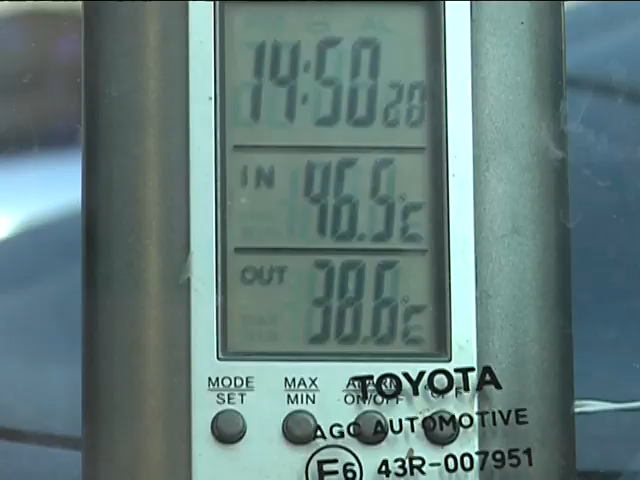 14:50 28
IN 46.5°C
OUT 38.6°C
MODE MAX ALARM
SET MIN ON/OFF
TOYOTA
AGC AUTOMOTIVE
E6 43R-007951